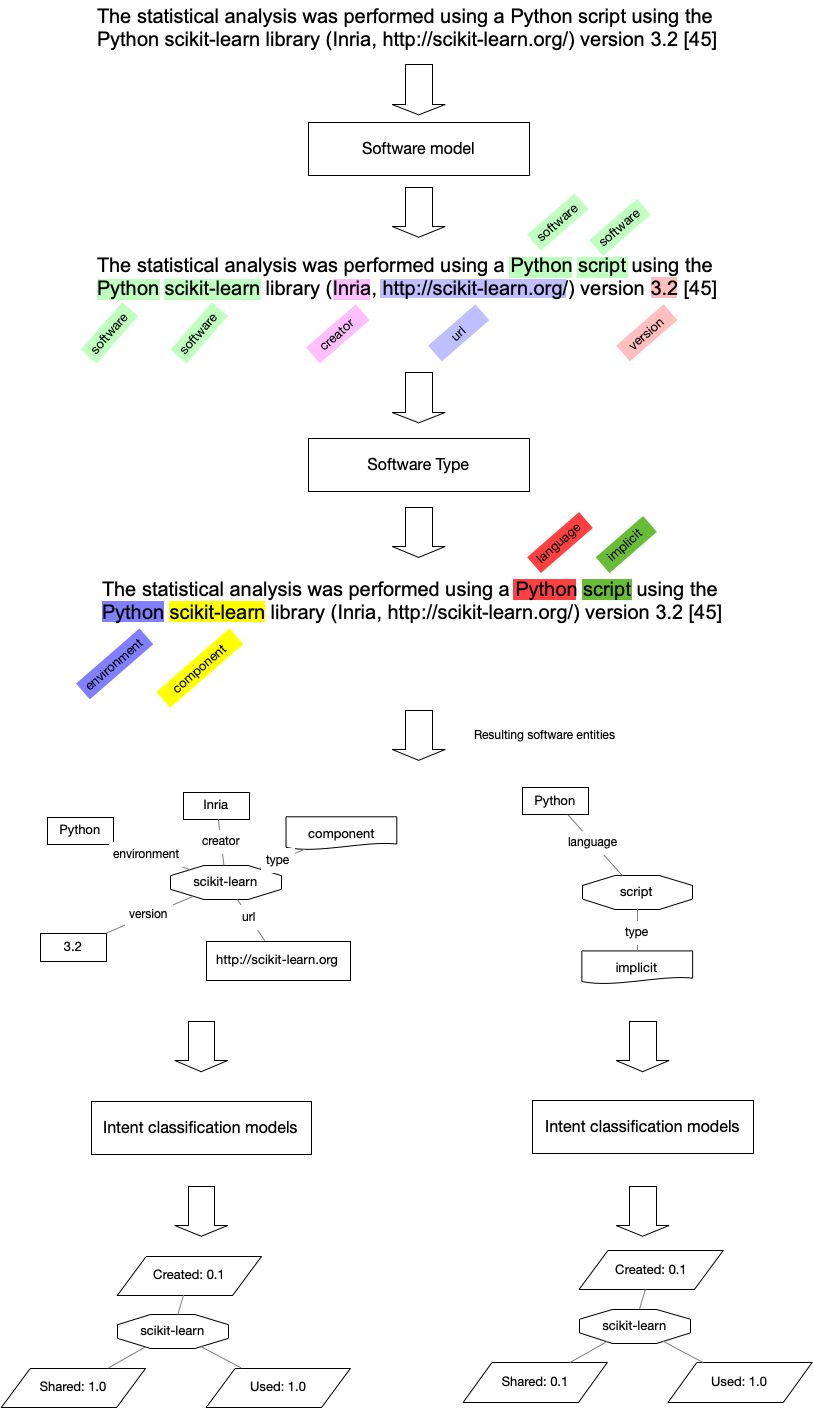 The statistical analysis was performed using a Python script using the
Python scikit-learn library (Inria, http://scikit-learn.org/) version 3.2 [45]
Software model
software
software
The statistical analysis was performed using a Python script using the
Python scikit-learn library (Inria, http://scikit-learn.org/) version 3.2 [45]
software
software
creator
url
version
Software Type
language
implicit
The statistical analysis was performed using a Python script using the
Python scikit-learn library (Inria, http://scikit-learn.org/) version 3.2 [45]
environment
component
Resulting software entities
Inria
Python
component
creator
environment
type
scikit-learn
version
url
3.2
http://scikit-learn.org
Python
language
script
type
implicit
Intent classification models
Intent classification models
Created: 0.1
scikit-learn
Shared: 1.0
Used: 1.0
Created: 0.1
scikit-learn
Shared: 0.1
Used: 1.0